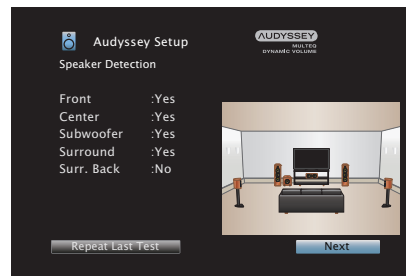 Audyssey Setup
AUDYSSEY
MULTEQ
DYNAMIC VOLUME
Speaker Detection
Front :Yes
Center :Yes
Subwoofer :Yes
Surround :Yes
Surr. Back :No
Repeat Last Test
Next